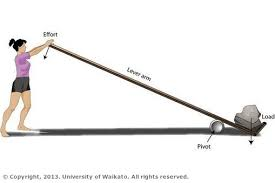 Effort
Lever arm
Load
Pivot
© Copyright, 2013. University of Waikato. All rights reserved.